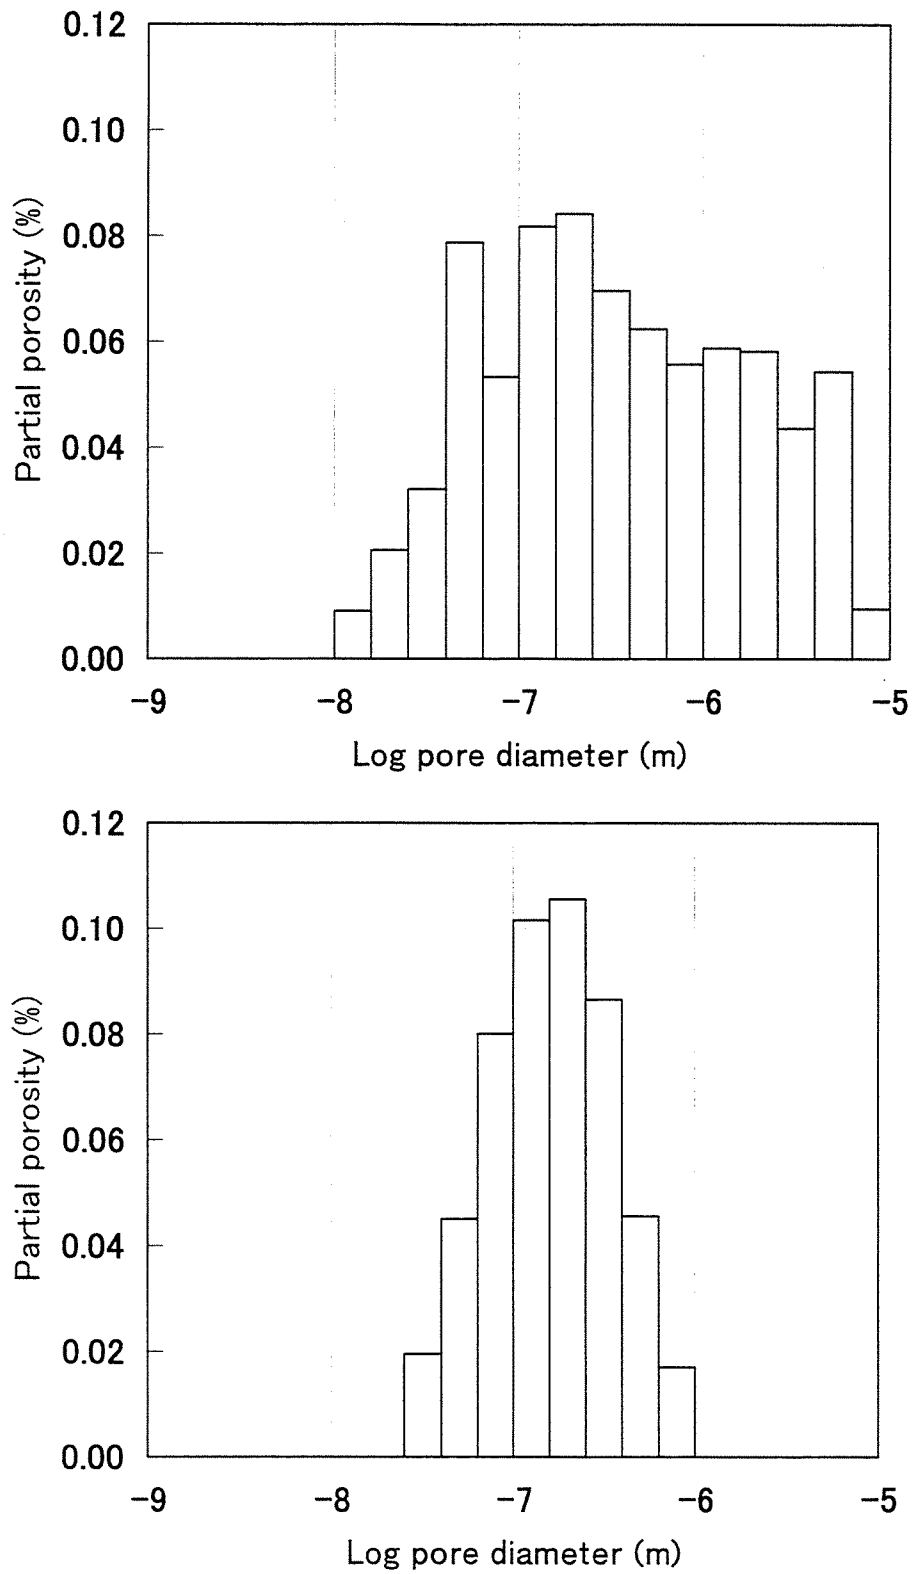 0.12
0.10
0.08
0.06
0.04
0.02
0.00
Partial porosity (%)
-9 -8 -7 -6 -5
Log pore diameter (m)
0.12
0.10
0.08
0.06
0.04
0.02
0.00
Partial porosity (%)
-9 -8 -7 -6 -5
Log pore diameter (m)